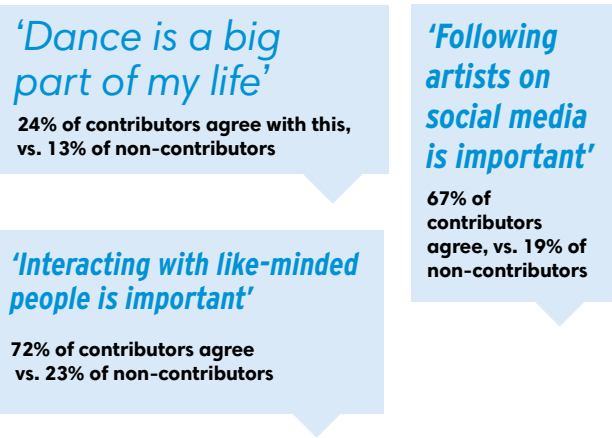 ‘Dance is a big
part of my life’
24% of contributors agree with this,
vs. 13% of non-contributors
‘Following
artists on
social media
is important’
67% of
contributors
agree, vs. 19% of
non-contributors
‘Interacting with like-minded
people is important’
72% of contributors agree
vs. 23% of non-contributors